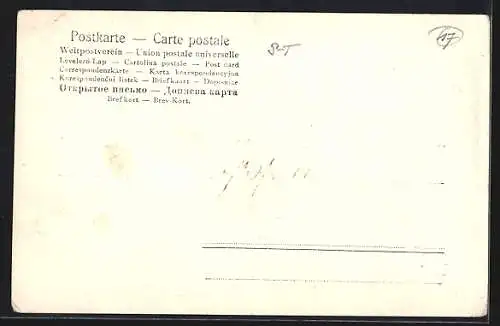 Postkarte — Carte postale
Weltpostverein — Union postale universelle
Levelező-Lap — Cartolina postale — Post card
Correspondenzkarte — Karta korespondencyjna
Korespondenční lístek — Briefkaart — Dopisnice
Открытое письмо — Дописна карта
Brefkort — Brev-Kort.
17